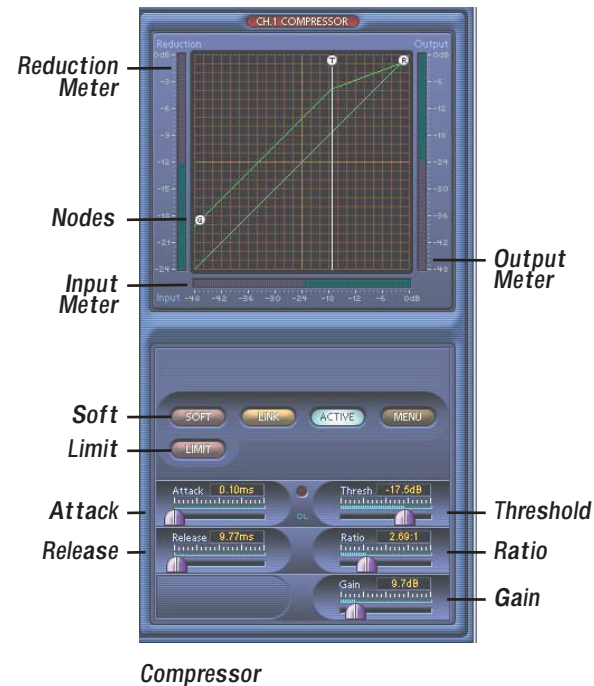 CH.1 COMPRESSOR
Reduction
Output
Reduction Meter
0dB
-3
-6
-9
-12
-15
-18
-21
-24
T
R
G
0dB
-6
-12
-18
-24
-30
-36
-42
-48
Nodes
Output Meter
Input Meter
Input -48 -42 -36 -30 -24 -18 -12 -6 0dB
Soft
SOFT LINK ACTIVE MENU
Limit
LIMIT
Attack
Attack 0.10ms
OL
Thresh -17.5dB
Threshold
Release
Release 9.77ms
Ratio 2.69:1
Ratio
Gain 9.7dB
Gain
Compressor